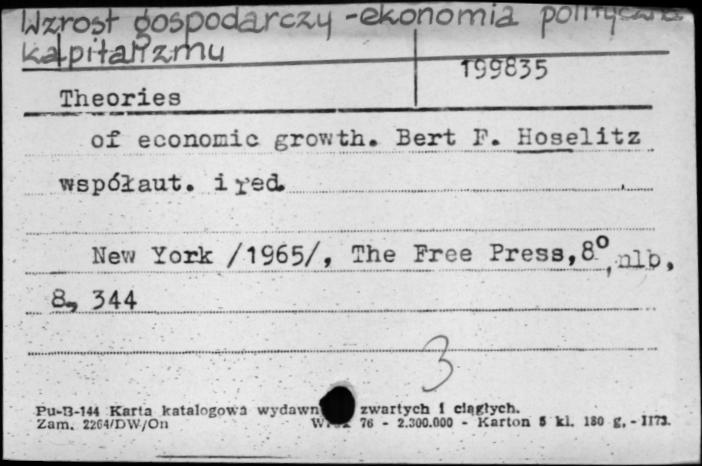 Wzrost gospodarczy - ekonomia polityczna
kapitalizmu
199835
Theories
of economic growth. Bert F. Hoselitz
współaut. i red.
New York /1965/, The Free Press, 8°, nlb,
8, 344
3
Pu-B-144 Karta katalogowa wydawn zwartych i ciągłych.
Zam. 2264/DW/On 76 - 2.300.000 - Karton 5 kl. 180 g. - 1173.